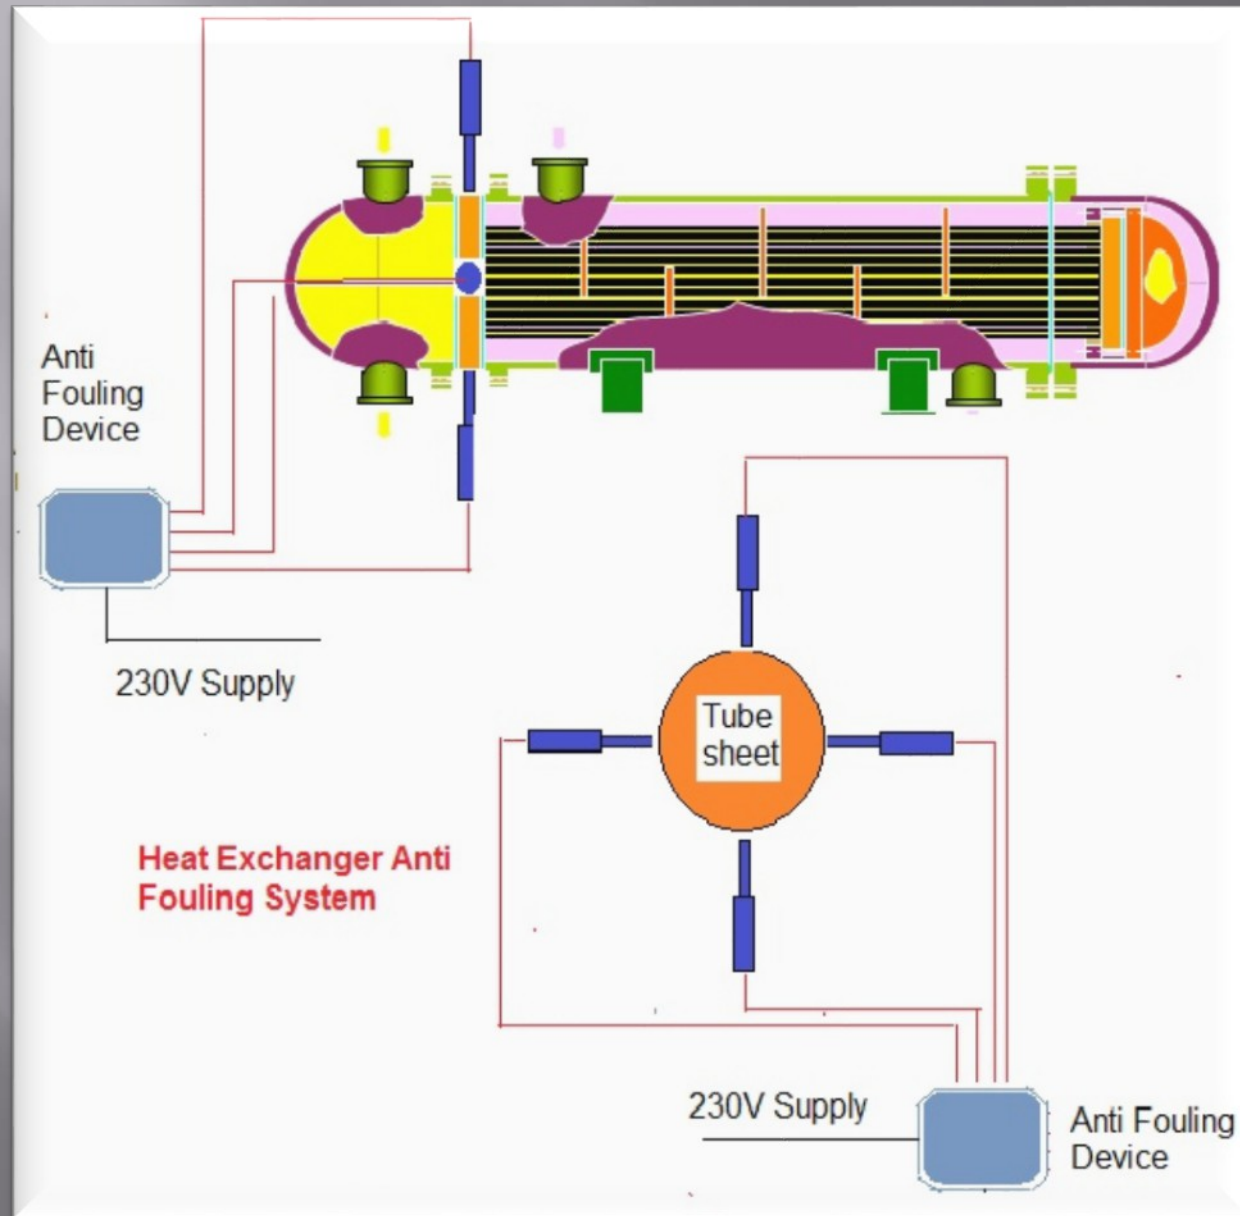 Anti
Fouling
Device
230V Supply
Tube
sheet
Heat Exchanger Anti
Fouling System
230V Supply
Anti Fouling
Device